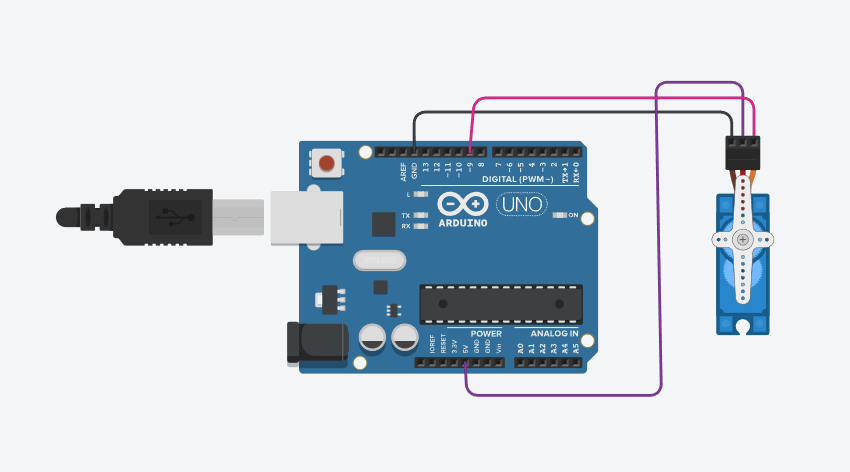 AREF
GND
13
12
~11
~10
~9
8
7
~6
~5
4
~3
2
TX→1
RX←0
DIGITAL (PWM~)
L
TX
RX
ARDUINO
UNO
ON
POWER
ANALOG IN
IOREF
RESET
3.3V
5V
GND
GND
Vin
A0
A1
A2
A3
A4
A5